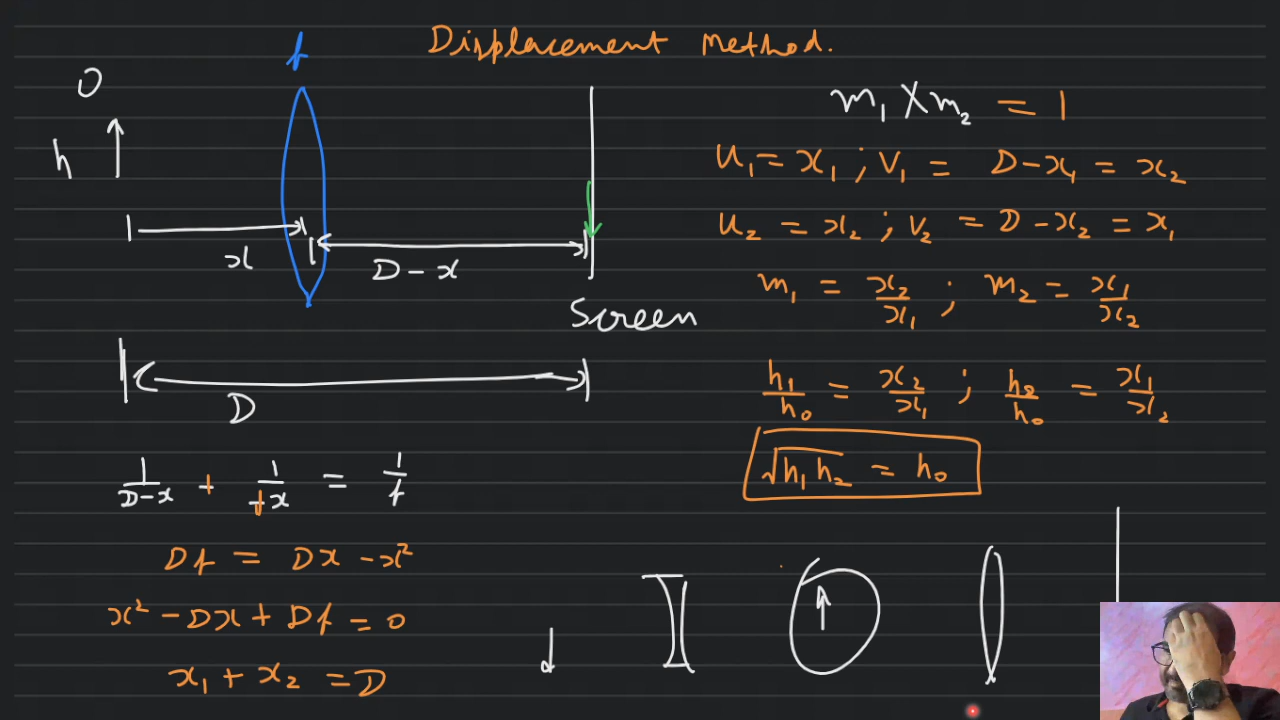 Displacement Method.
f
O
h
x
D - x
Screen
D
1/(D-x) + 1/(+x) = 1/f
Df = Dx - x²
x² - Dx + Df = 0
x₁ + x₂ = D
m₁ × m₂ = 1
u₁ = x₁ ; v₁ = D - x₁ = x₂
u₂ = x₂ ; v₂ = D - x₂ = x₁
m₁ = x₂/x₁ ; m₂ = x₁/x₂
h₁/h₀ = x₂/x₁ ; h₂/h₀ = x₁/x₂
√(h₁ h₂) = h₀